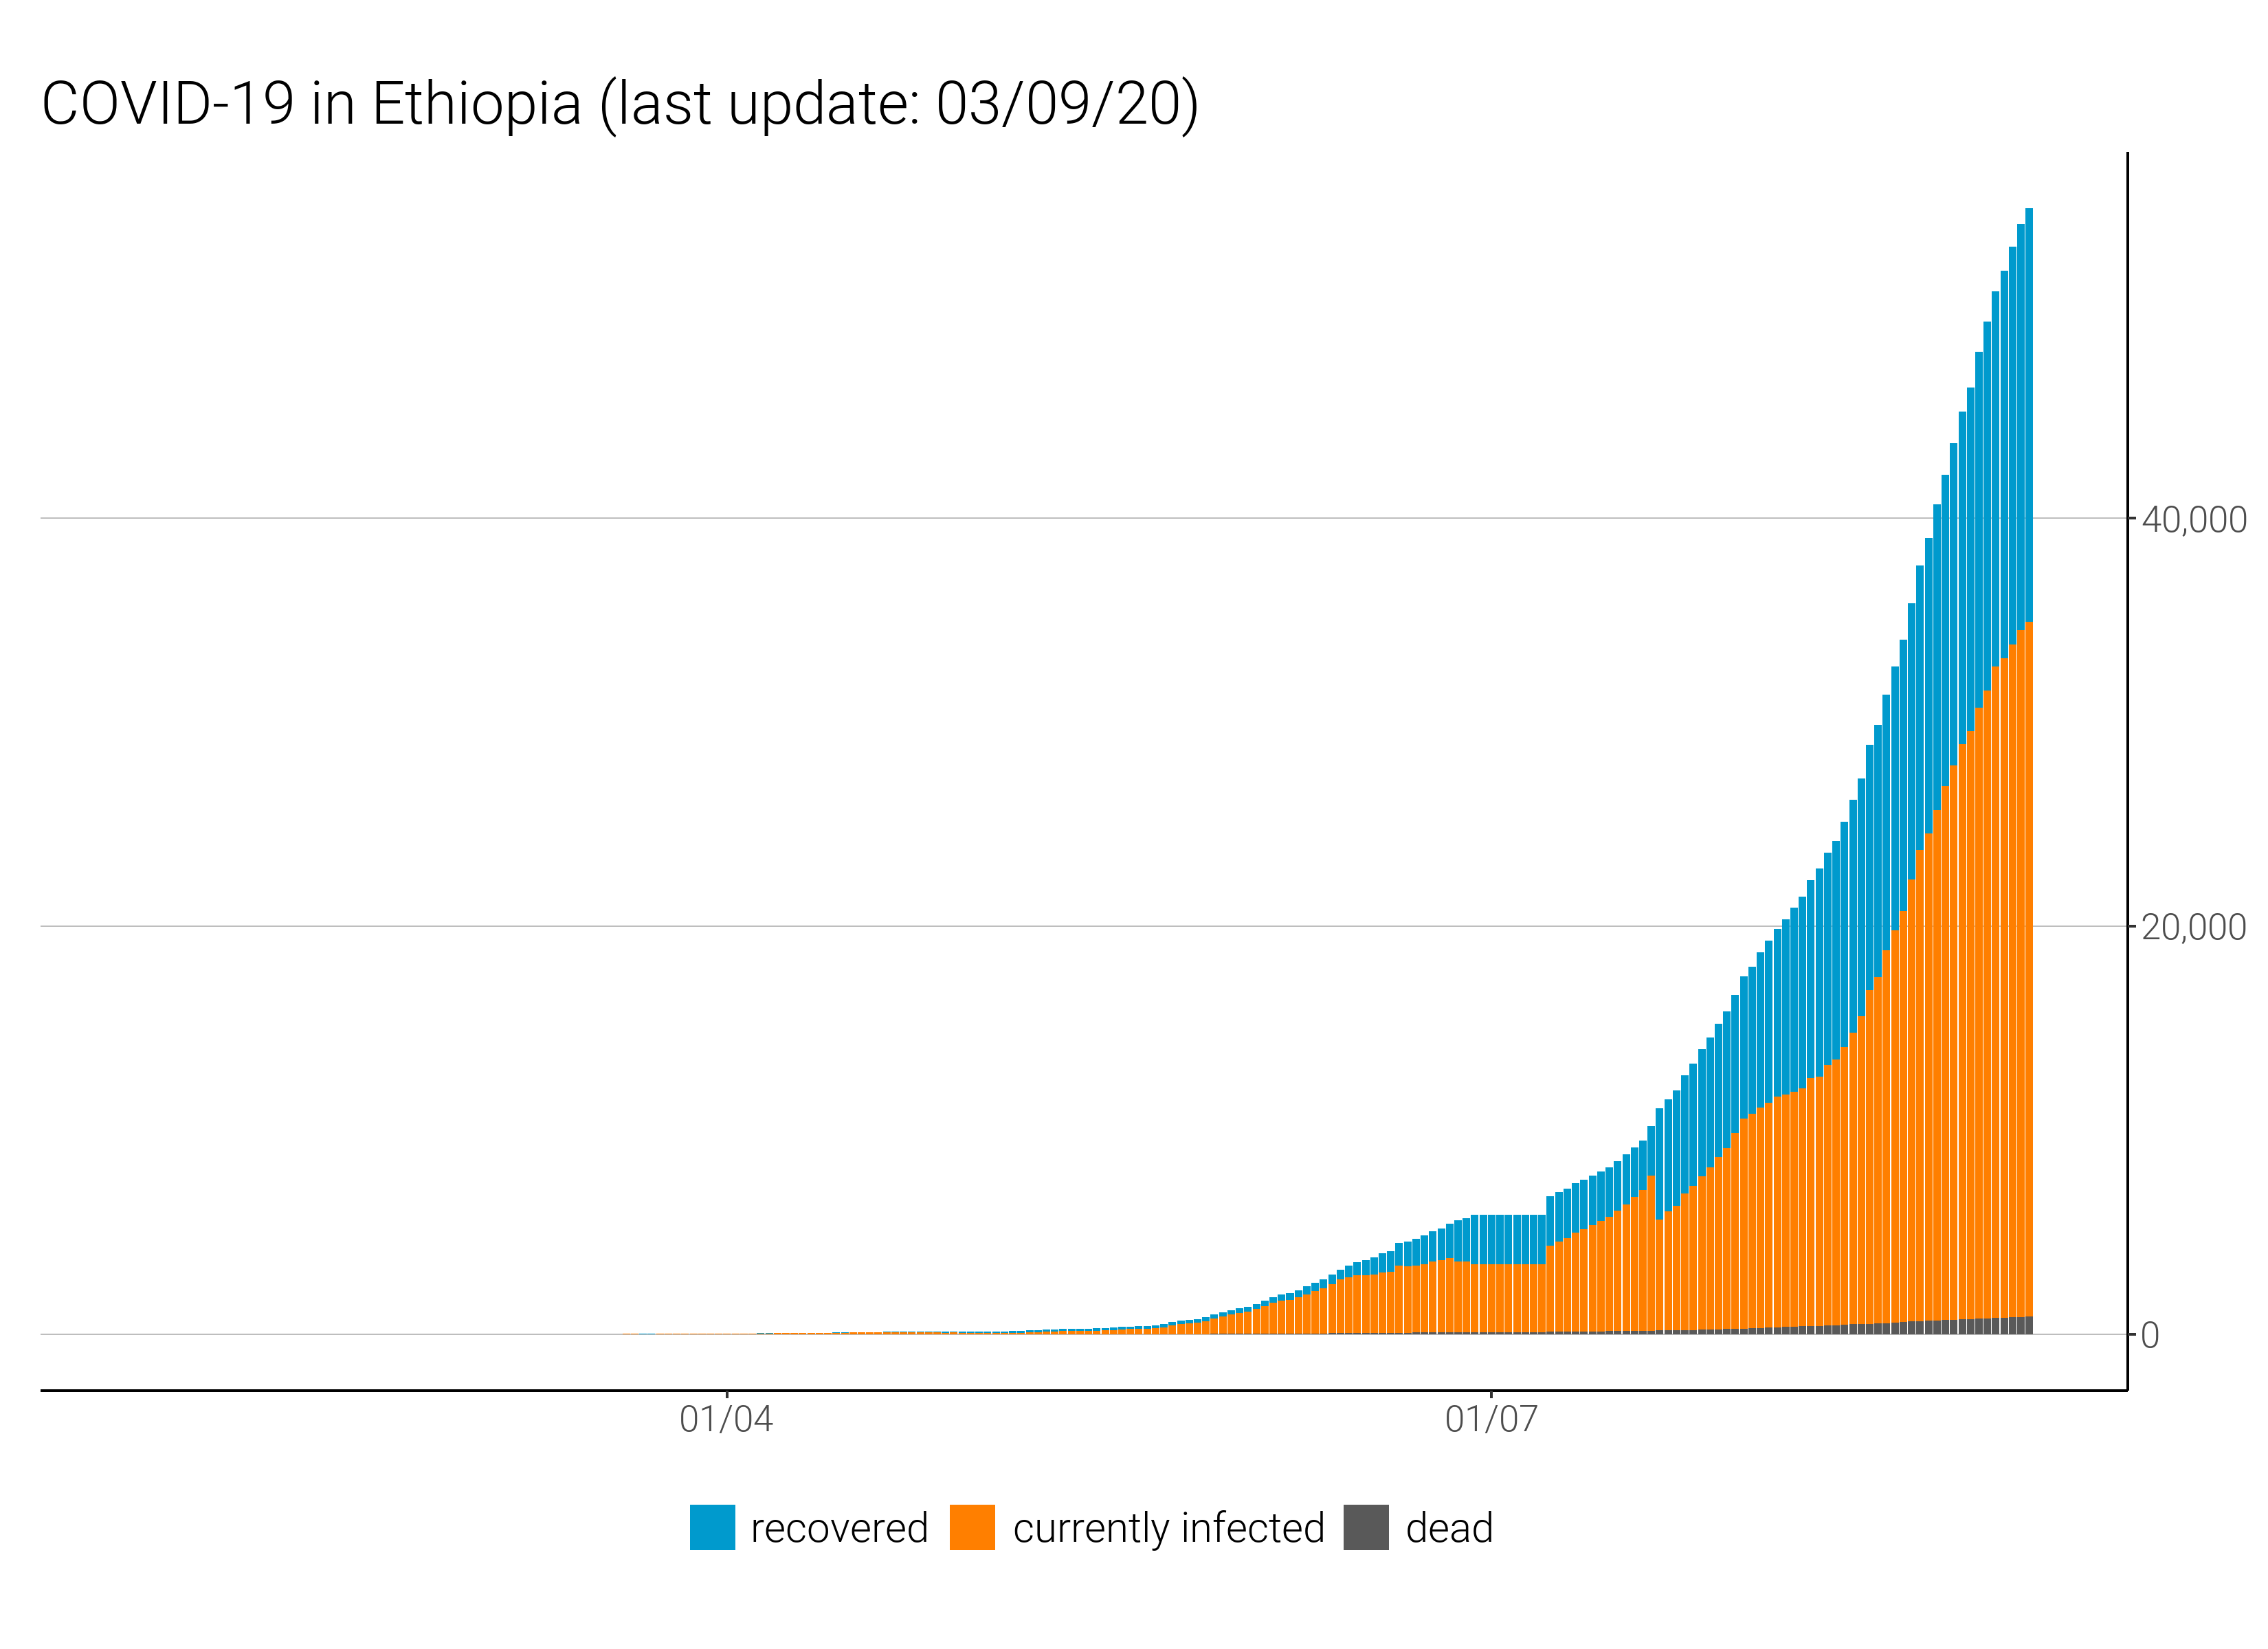 COVID-19 in Ethiopia (last update: 03/09/20)
40,000
20,000
0
01/04 01/07
recovered currently infected dead